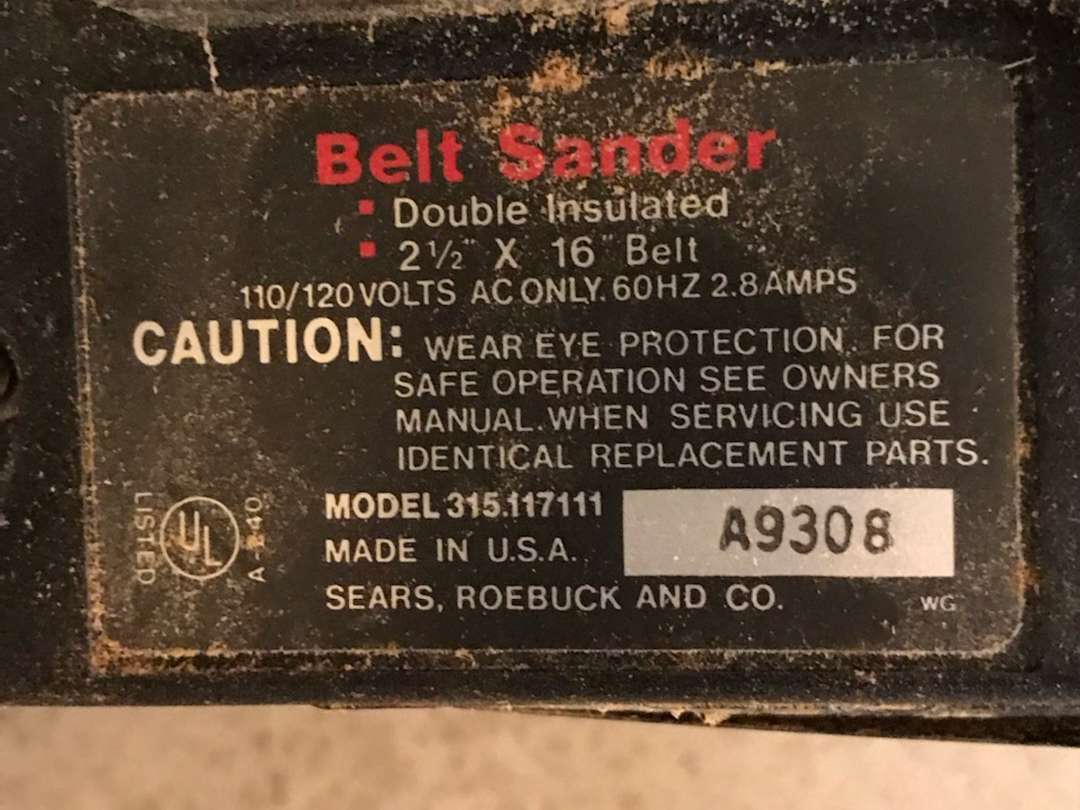 Belt Sander
Double Insulated
2 ½" X 16" Belt
110/120 VOLTS AC ONLY. 60HZ 2.8 AMPS
CAUTION: WEAR EYE PROTECTION. FOR
SAFE OPERATION SEE OWNERS
MANUAL. WHEN SERVICING USE
IDENTICAL REPLACEMENT PARTS.
LISTED UL
MODEL 315.117111
A9308
MADE IN U.S.A.
SEARS, ROEBUCK AND CO.
WG